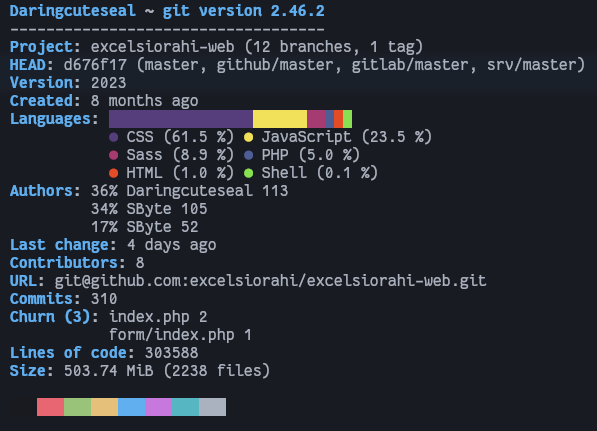 Daringcuteseal ~ git version 2.46.2
-----------------------------------
Project: excelsiorahi-web (12 branches, 1 tag)
HEAD: d676f17 (master, github/master, gitlab/master, srv/master)
Version: 2023
Created: 8 months ago
Languages:
● CSS (61.5 %) ● JavaScript (23.5 %)
● Sass (8.9 %) ● PHP (5.0 %)
● HTML (1.0 %) ● Shell (0.1 %)
Authors: 36% Daringcuteseal 113
34% SByte 105
17% SByte 52
Last change: 4 days ago
Contributors: 8
URL: git@github.com:excelsiorahi/excelsior-web.git
Commits: 310
Churn (3): index.php 2
form/index.php 1
Lines of code: 303588
Size: 503.74 MiB (2238 files)